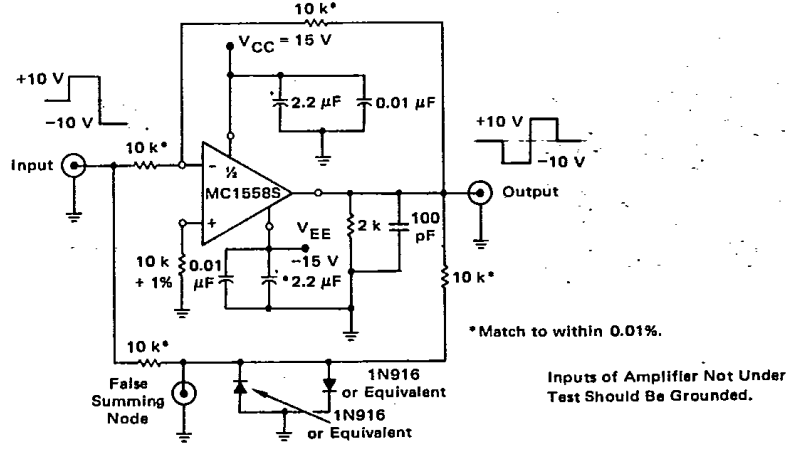 10 k*
VCC = 15 V
+10 V
−10 V
2.2 µF
0.01 µF
10 k*
Input
−
½
MC1558S
+
+10 V
−10 V
Output
VEE
−15 V
2 k
100
pF
10 k
+ 1%
0.01
µF
*2.2 µF
10 k*
*Match to within 0.01%.
10 k*
False
Summing
Node
1N916
or Equivalent
1N916
or Equivalent
Inputs of Amplifier Not Under
Test Should Be Grounded.